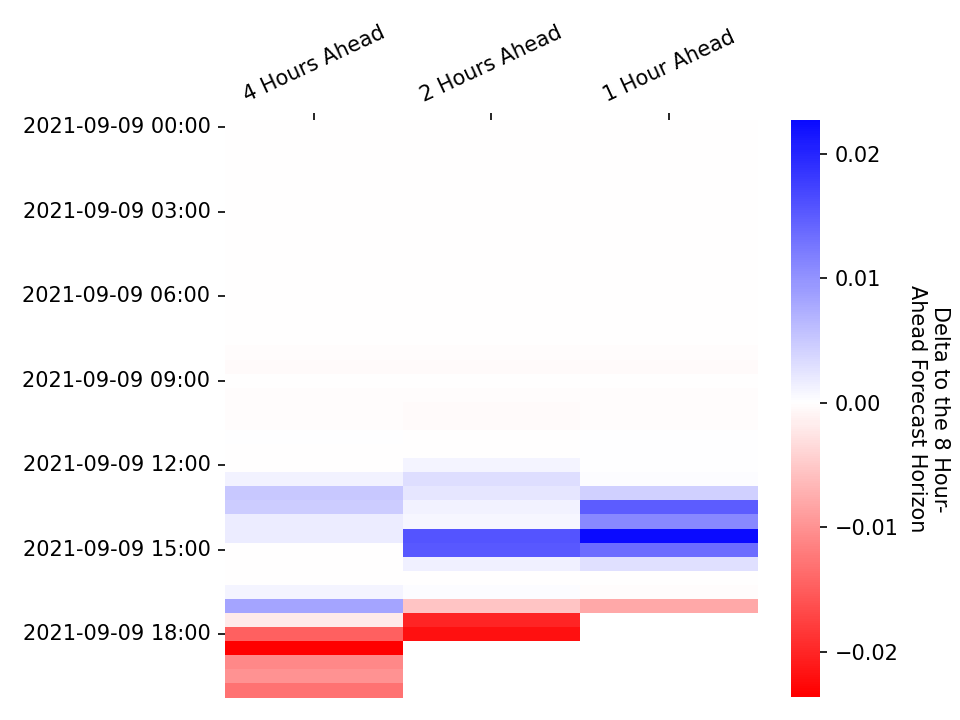 4 Hours Ahead
2 Hours Ahead
1 Hour Ahead
2021-09-09 00:00
2021-09-09 03:00
2021-09-09 06:00
2021-09-09 09:00
2021-09-09 12:00
2021-09-09 15:00
2021-09-09 18:00
0.02
0.01
0.00
−0.01
−0.02
Delta to the 8 Hour-
Ahead Forecast Horizon